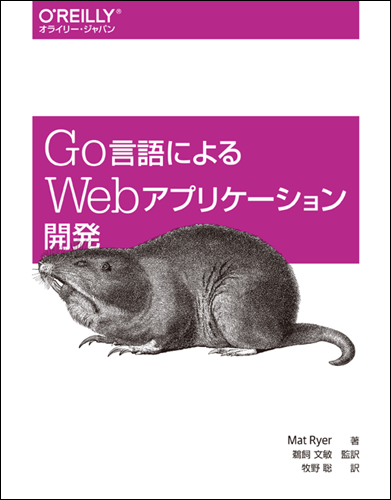 O'REILLY®
オライリー・ジャパン
Go言語による
Webアプリケーション
開発
Mat Ryer 著
鵜飼 文敏 監訳
牧野 聡 訳